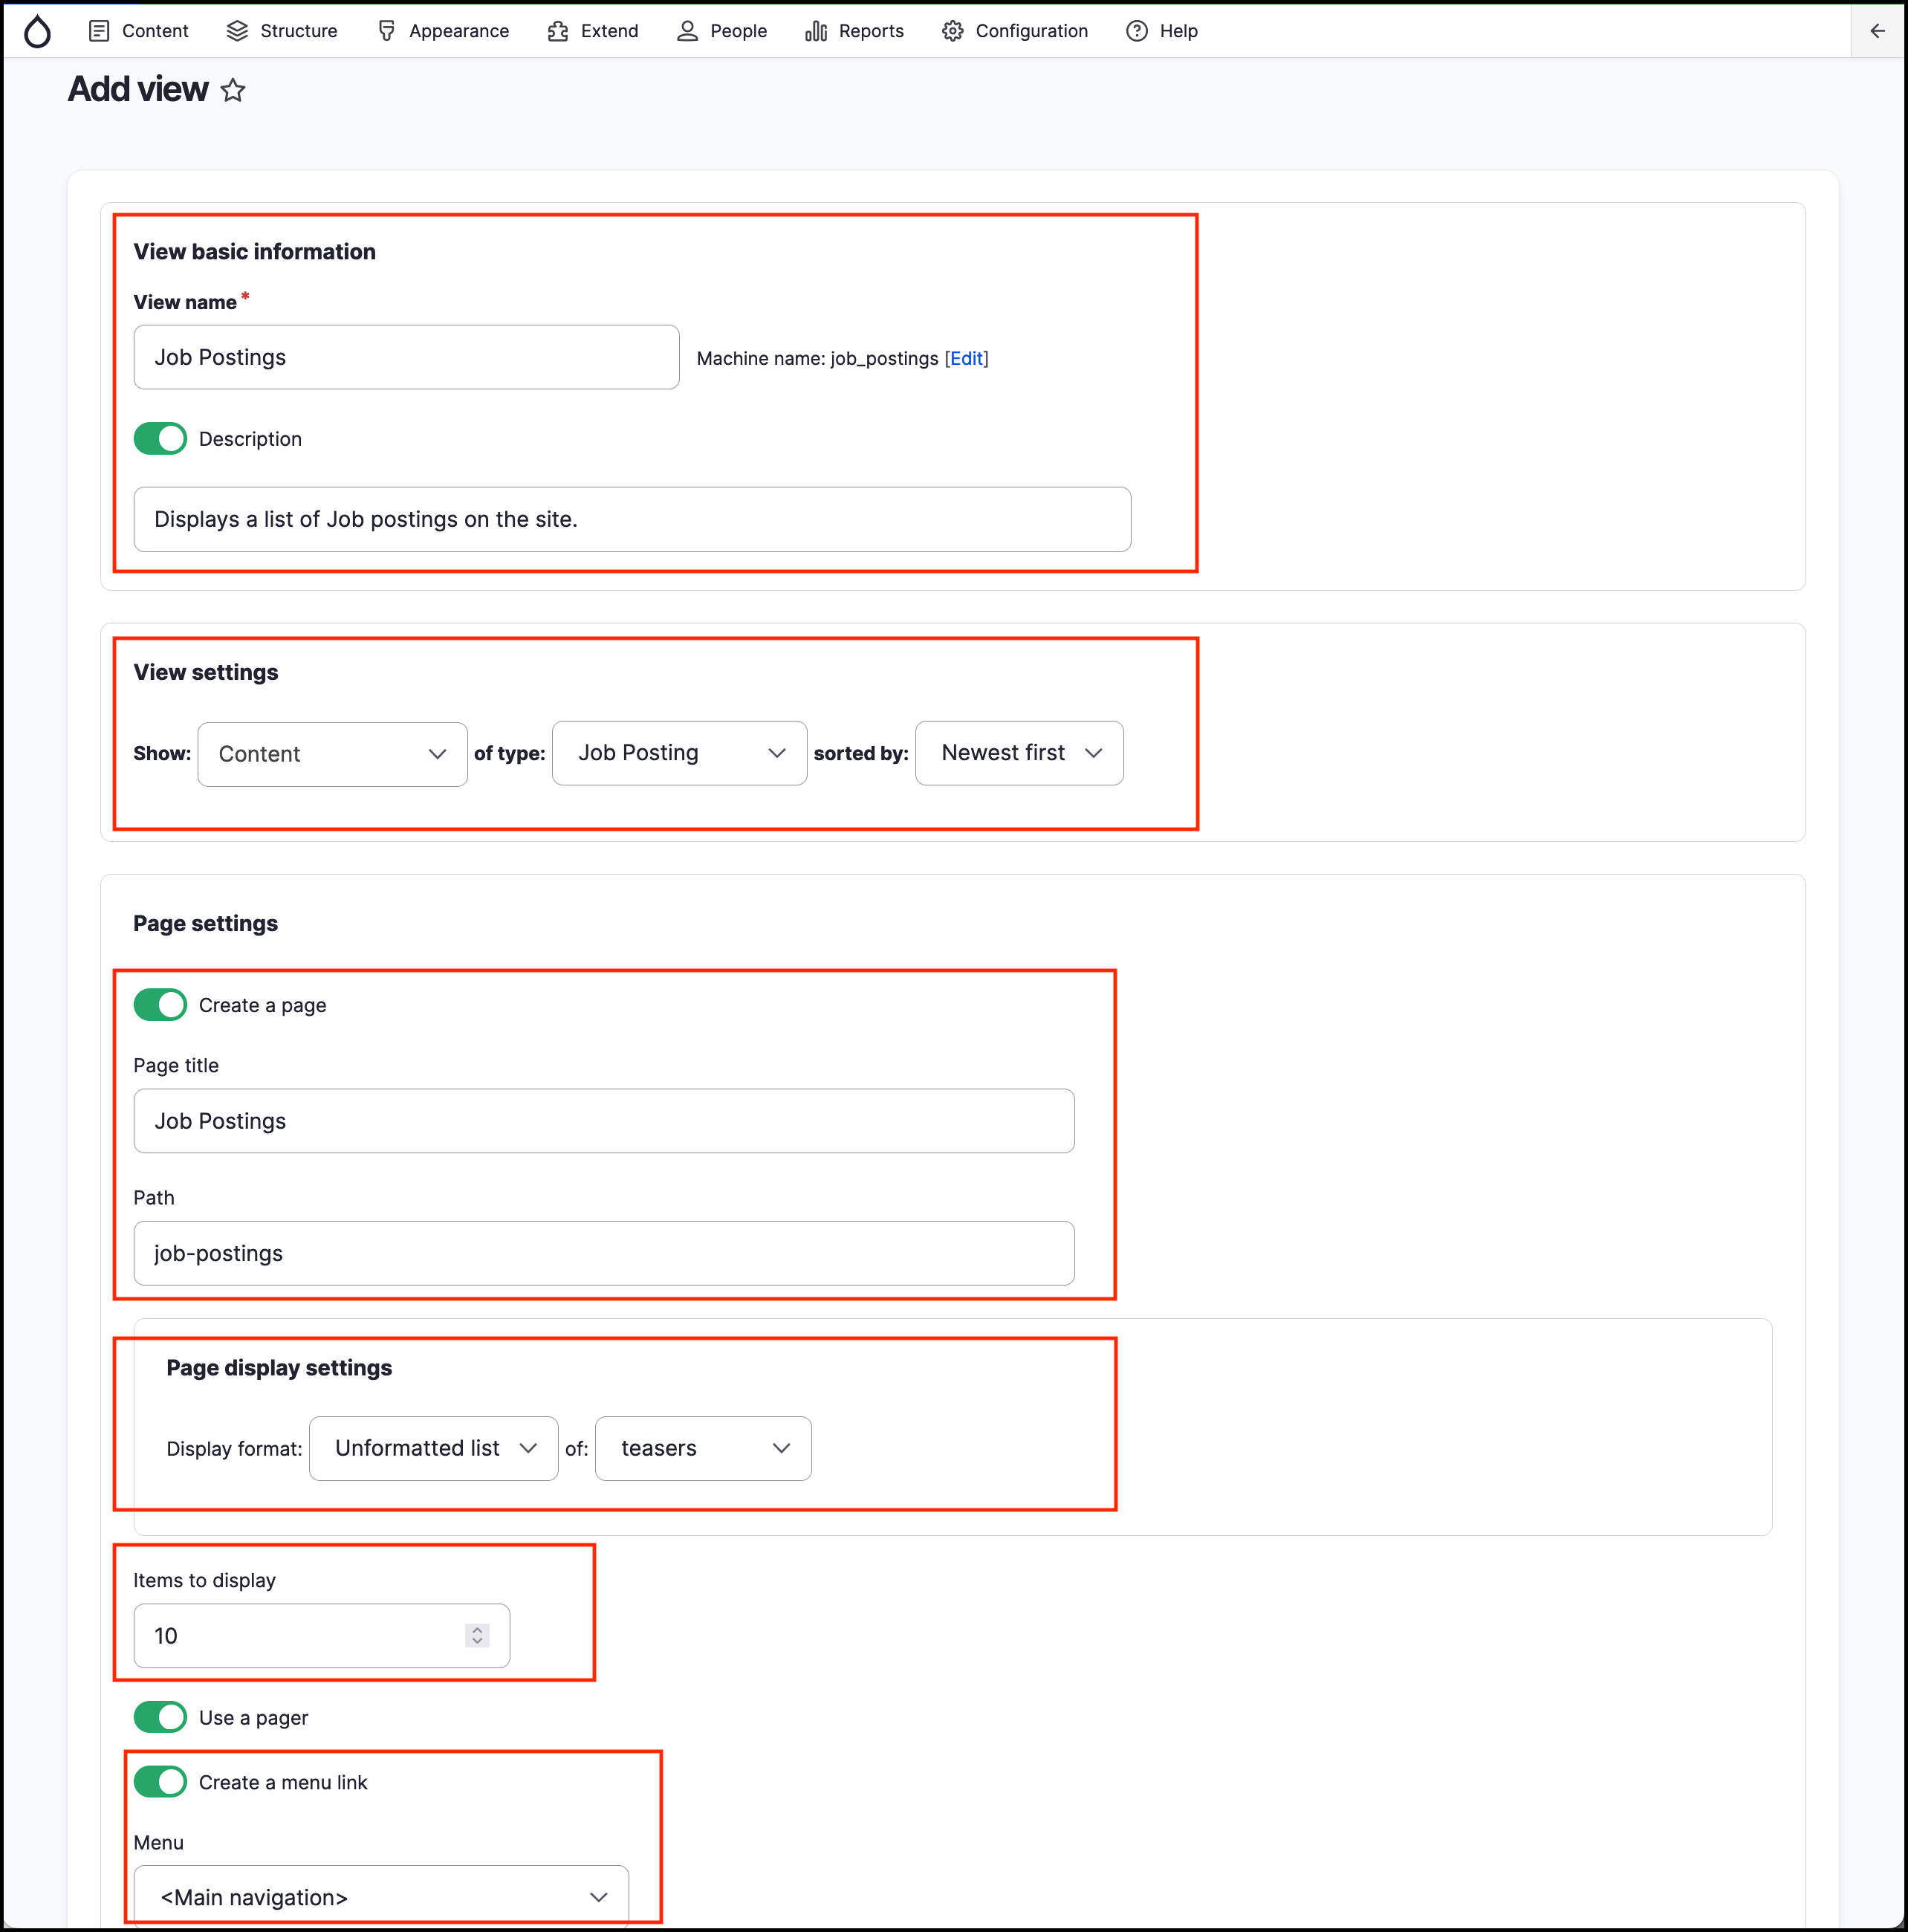 Content Structure Appearance Extend People Reports Configuration Help
Add view
View basic information
View name *
Job Postings
Machine name: job_postings [Edit]
Description
Displays a list of Job postings on the site.
View settings
Show: Content of type: Job Posting sorted by: Newest first
Page settings
Create a page
Page title
Job Postings
Path
job-postings
Page display settings
Display format: Unformatted list of: teasers
Items to display
10
Use a pager
Create a menu link
Menu
<Main navigation>